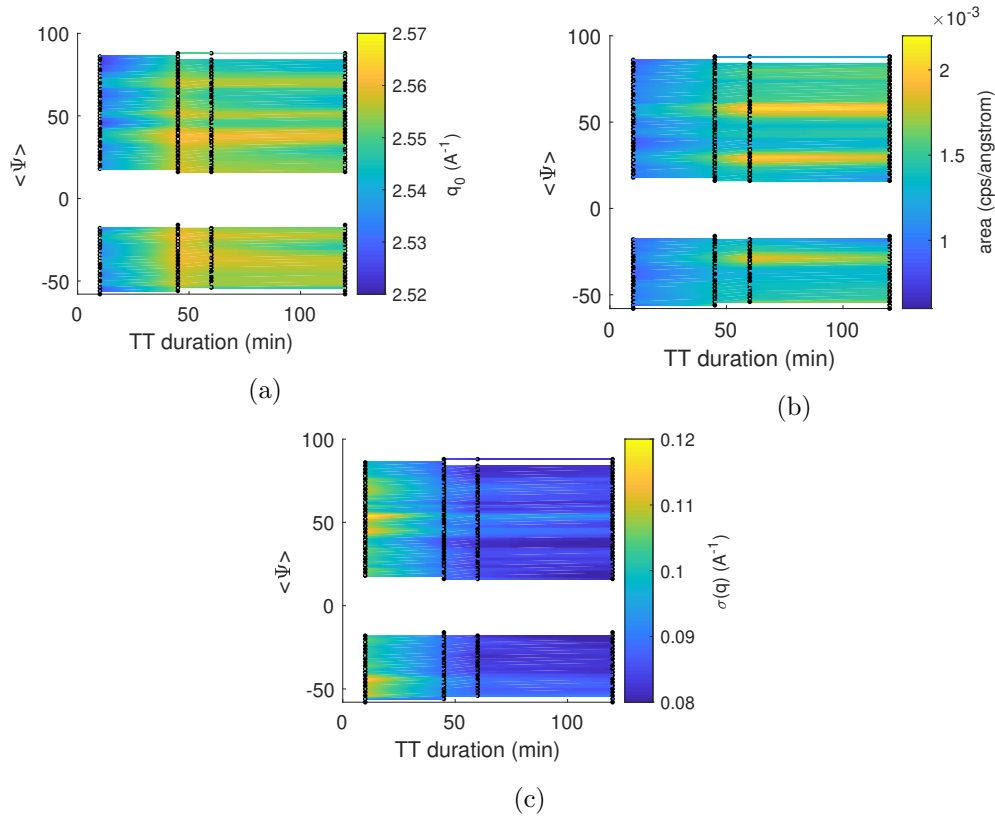 100
50
0
-50
<Ψ>
0 50 100
TT duration (min)
2.57
2.56
2.55
2.54
2.53
2.52
q0 (A-1)
(a)
×10-3
100
50
0
-50
<Ψ>
0 50 100
TT duration (min)
2
1.5
1
area (cps/angstrom)
(b)
100
50
0
-50
<Ψ>
0 50 100
TT duration (min)
0.12
0.11
0.1
0.09
0.08
σ(q) (A-1)
(c)